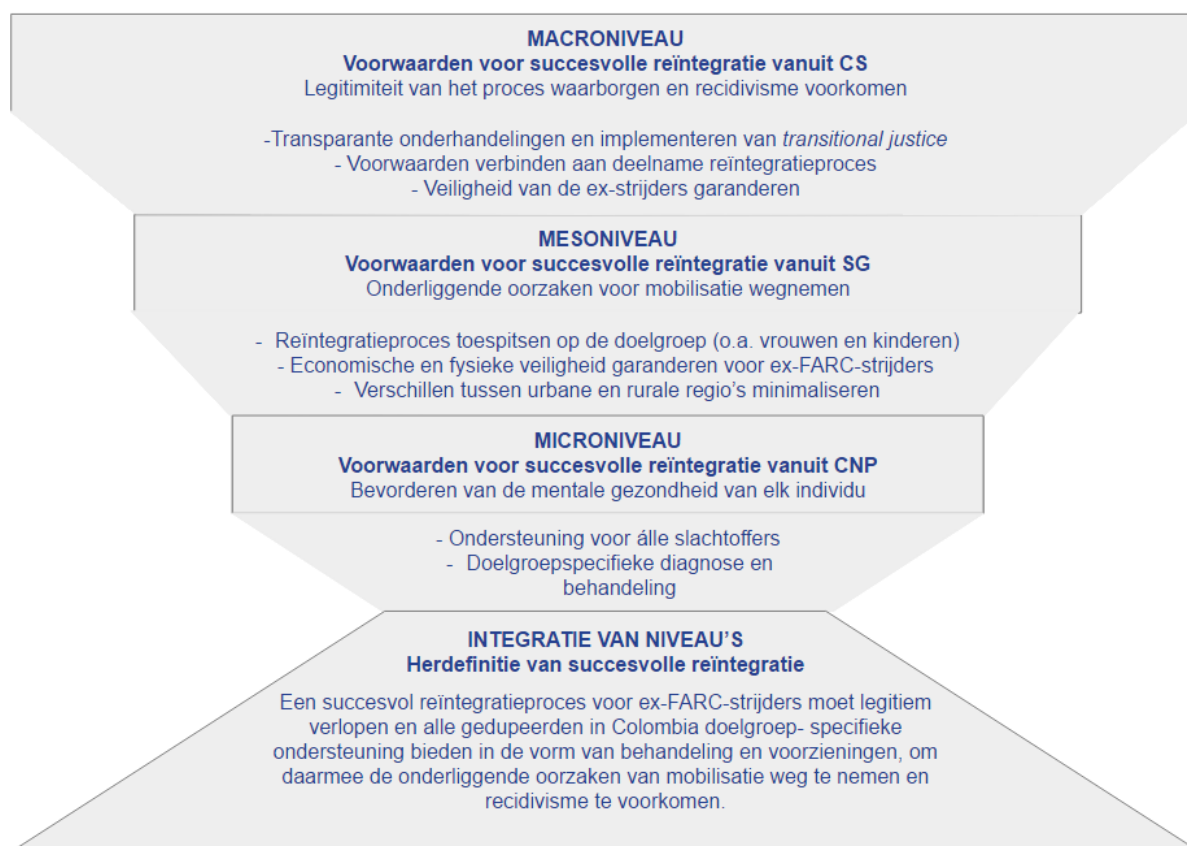 MACRONIVEAU
Voorwaarden voor succesvolle reïntegratie vanuit CS
Legitimiteit van het proces waarborgen en recidivisme voorkomen
-Transparante onderhandelingen en implementeren van transitional justice
- Voorwaarden verbinden aan deelname reïntegratieproces
- Veiligheid van de ex-strijders garanderen
MESONIVEAU
Voorwaarden voor succesvolle reïntegratie vanuit SG
Onderliggende oorzaken voor mobilisatie wegnemen
- Reïntegratieproces toespitsen op de doelgroep (o.a. vrouwen en kinderen)
- Economische en fysieke veiligheid garanderen voor ex-FARC-strijders
- Verschillen tussen urbane en rurale regio's minimaliseren
MICRONIVEAU
Voorwaarden voor succesvolle reïntegratie vanuit CNP
Bevorderen van de mentale gezondheid van elk individu
- Ondersteuning voor álle slachtoffers
- Doelgroepspecifieke diagnose en
behandeling
INTEGRATIE VAN NIVEAU'S
Herdefinitie van succesvolle reïntegratie
Een succesvol reïntegratieproces voor ex-FARC-strijders moet legitiem
verlopen en alle gedupeerden in Colombia doelgroep- specifieke
ondersteuning bieden in de vorm van behandeling en voorzieningen, om
daarmee de onderliggende oorzaken van mobilisatie weg te nemen en
recidivisme te voorkomen.